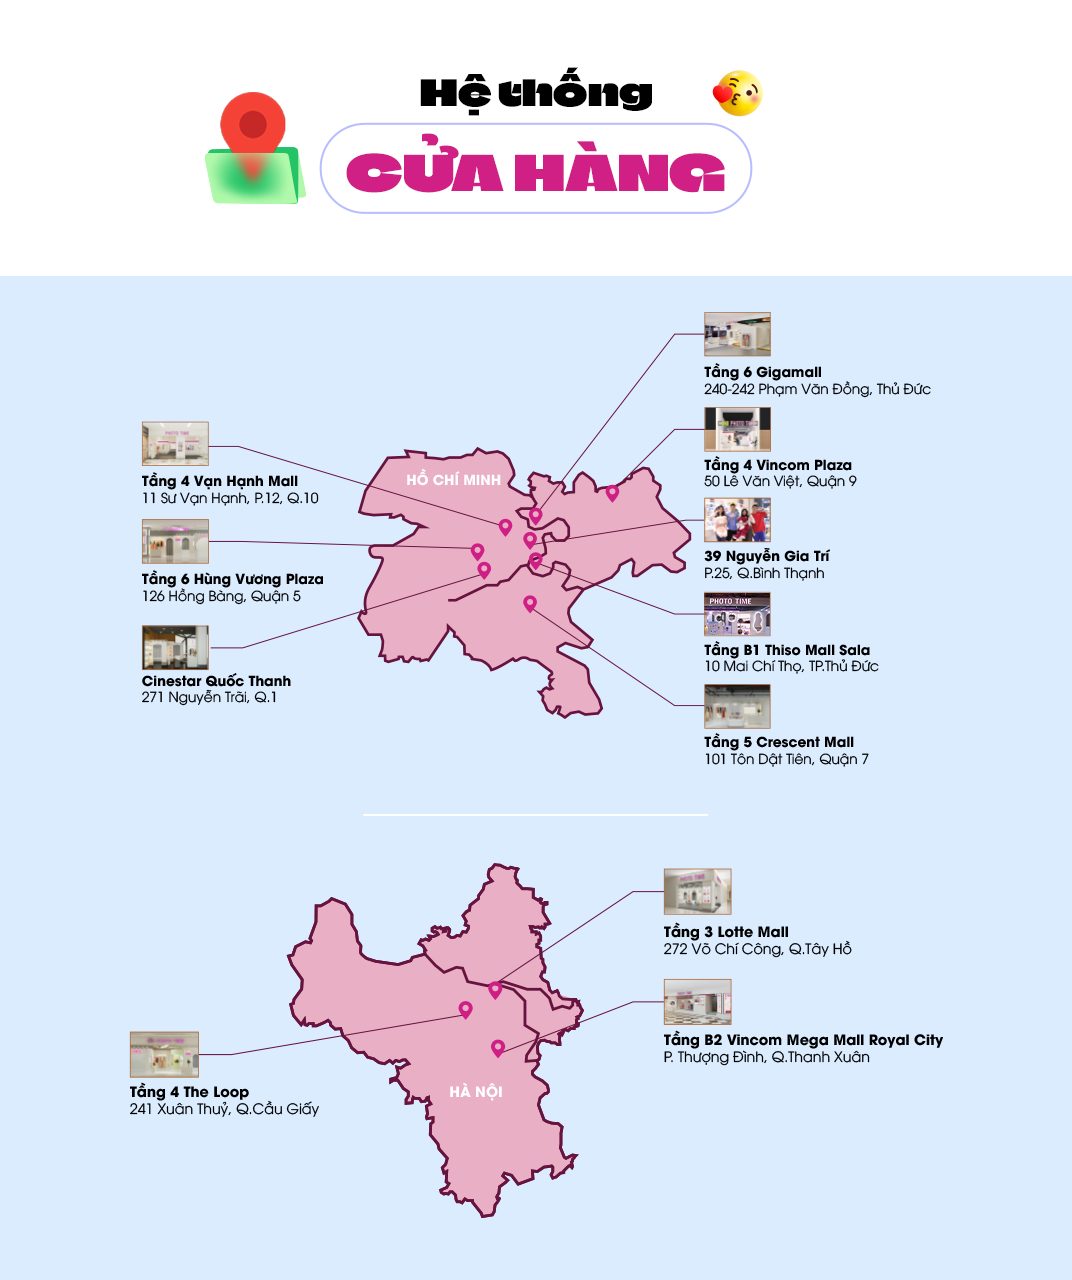 Hệ thống
CỬA HÀNG
Tầng 6 Gigamall
240-242 Phạm Văn Đồng, Thủ Đức
PHOTO TIME
Tầng 4 Vincom Plaza
50 Lê Văn Việt, Quận 9
HỒ CHÍ MINH
Tầng 4 Vạn Hạnh Mall
11 Sư Vạn Hạnh, P.12, Q.10
39 Nguyễn Gia Trí
P.25, Q.Bình Thạnh
Tầng 6 Hùng Vương Plaza
126 Hồng Bàng, Quận 5
PHOTO TIME
Tầng B1 Thiso Mall Sala
10 Mai Chí Thọ, TP.Thủ Đức
Cinestar Quốc Thanh
271 Nguyễn Trãi, Q.1
Tầng 5 Crescent Mall
101 Tôn Dật Tiên, Quận 7
PHOTO TIME
Tầng 3 Lotte Mall
272 Võ Chí Công, Q.Tây Hồ
Tầng B2 Vincom Mega Mall Royal City
P. Thượng Đình, Q.Thanh Xuân
HÀ NỘI
Tầng 4 The Loop
241 Xuân Thuỷ, Q.Cầu Giấy